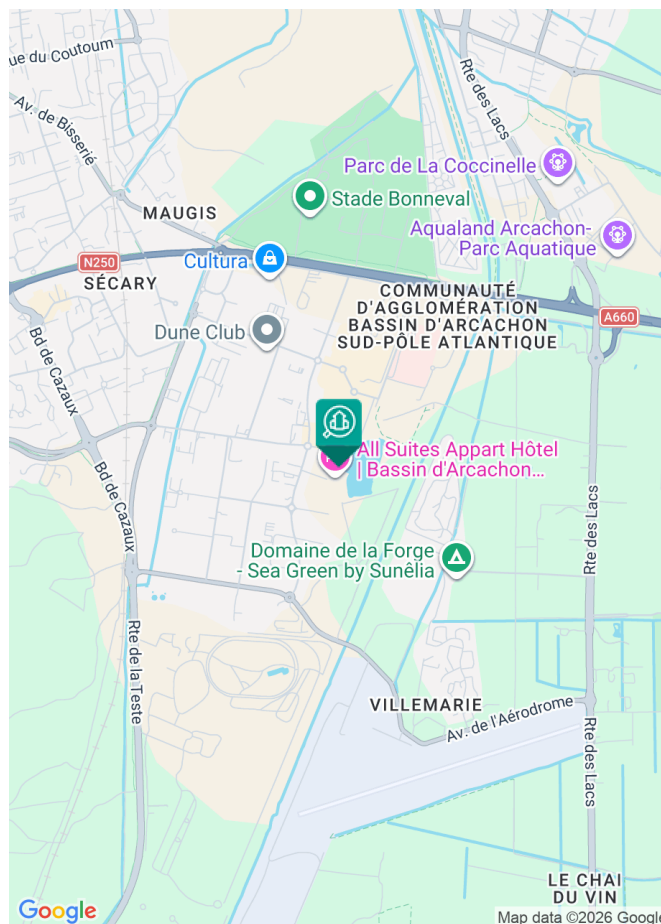 ue du Coutoum
Av. de Bisserié
Rte des Lacs
Parc de La Coccinelle
Stade Bonneval
MAUGIS
Aqualand Arcachon-
Parc Aquatique
N250
Cultura
SÉCARY
COMMUNAUTÉ
D'AGGLOMÉRATION
BASSIN D'ARCACHON
SUD-PÔLE ATLANTIQUE
A660
Dune Club
Bd de Cazaux
All Suites Appart Hôtel
| Bassin d'Arcachon...
Bd de Cazaux
Rte des Lacs
Domaine de la Forge
- Sea Green by Sunêlia
Rte de la Teste
VILLEMARIE
Av. de l'Aérodrome
Rte des Lacs
LE CHAI
DU VIN
Google
Map data ©2026 Googl